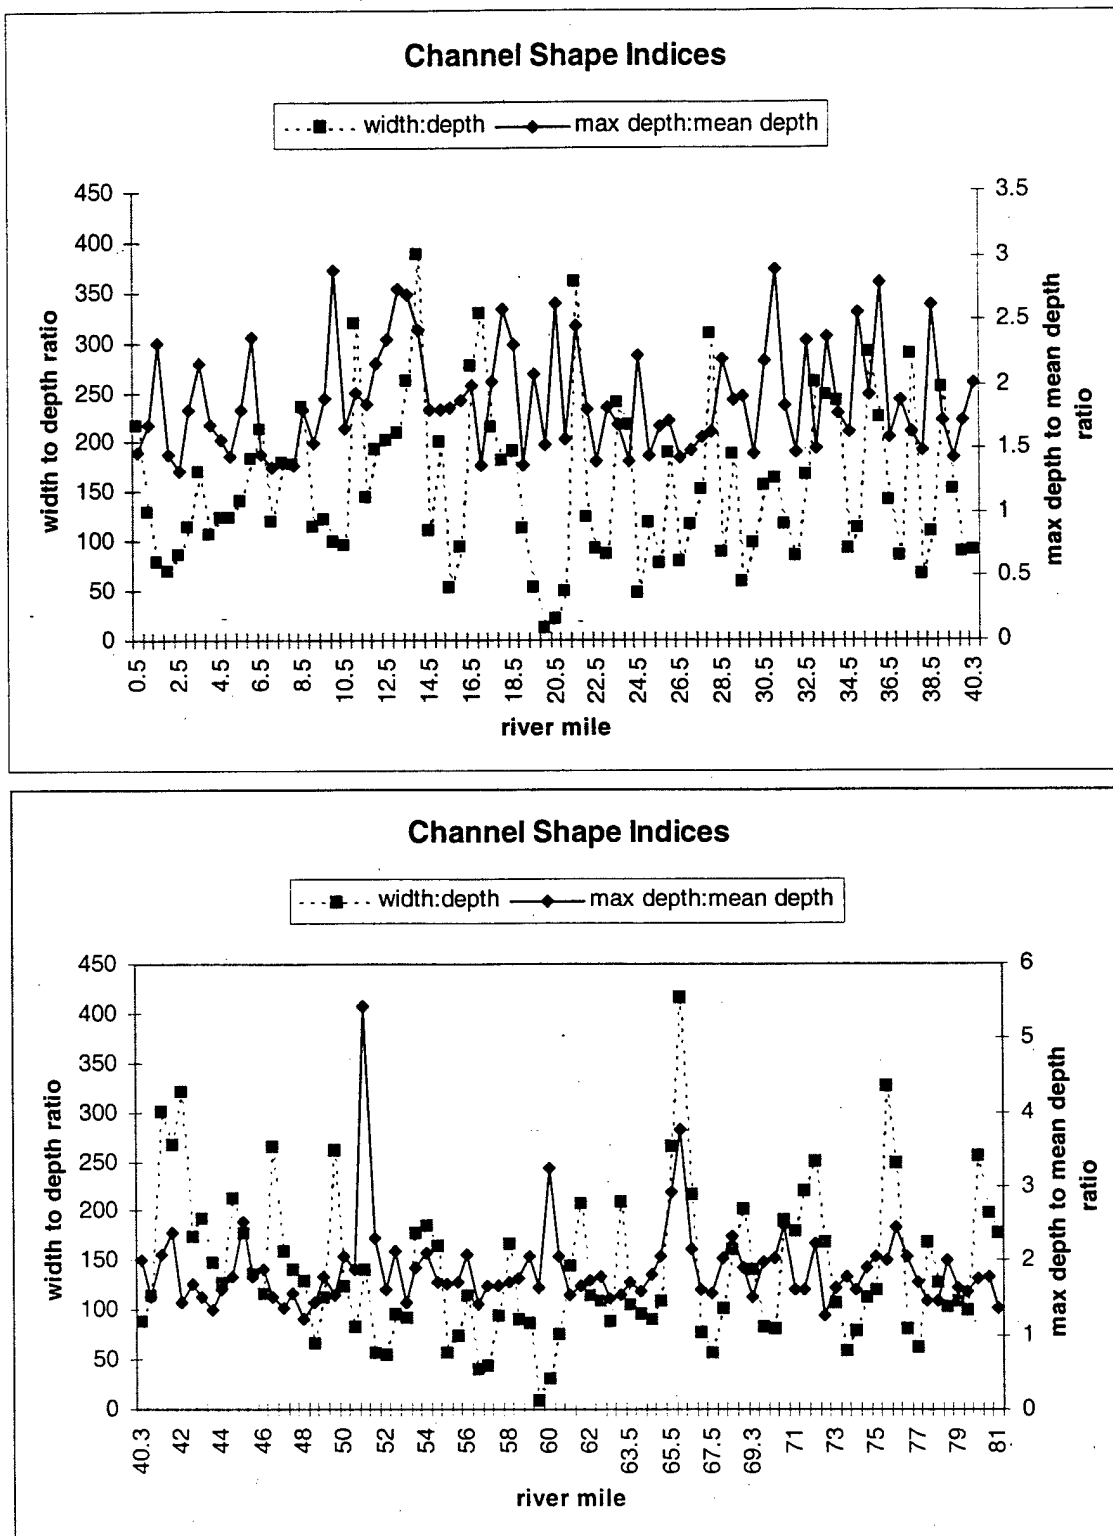 Channel Shape Indices
width:depth max depth:mean depth
450
400
350
300
250
200
150
100
50
0
width to depth ratio
3.5
3
2.5
2
1.5
1
0.5
0
max depth to mean depth
ratio
0.5 2.5 4.5 6.5 8.5 10.5 12.5 14.5 16.5 18.5 20.5 22.5 24.5 26.5 28.5 30.5 32.5 34.5 36.5 38.5 40.3
river mile
Channel Shape Indices
width:depth max depth:mean depth
450
400
350
300
250
200
150
100
50
0
width to depth ratio
6
5
4
3
2
1
0
max depth to mean depth
ratio
40.3 42 44 46 48 50 52 54 56 58 60 62 63.5 65.5 67.5 69.3 71 73 75 77 79 81
river mile